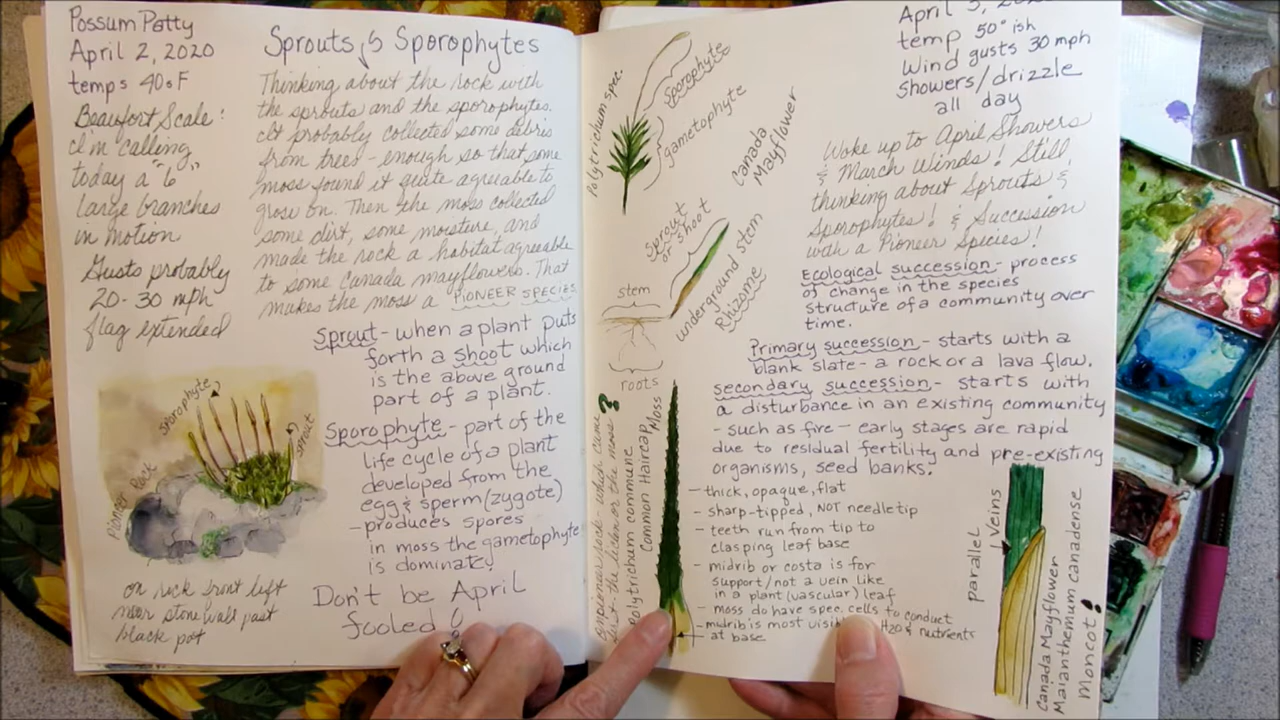 Possum Patty
April 2, 2020
temps 40s F
Beaufort Scale:
I'm calling
today a "6"
large branches
in motion
Gusts probably
20-30 mph
flag extended
Sprouts & Sporophytes
Thinking about the rock with
the sprouts and the sporophytes.
It probably collected some debris
from trees - enough so that some
moss found it quite agreeable to
grow on. Then the moss collected
some dirt, some moisture, and
made the rock a habitat agreeable
to some Canada mayflowers. That
makes the moss a PIONEER SPECIES.
Sprout - when a plant puts
forth a shoot which
is the above ground
part of a plant.
Sporophyte - part of the
life cycle of a plant
developed from the
egg & sperm (zygote)
- produces spores
in moss the gametophyte
is dominate!
Don't be April
fooled!
sporophyte
sprout
Pioneer Rock
on rock front left
near stone wall past
black pot
Polytrichum spec.
Sporophyte
gametophyte
Canada
Mayflower
Sprout
or shoot
stem
roots
underground stem
Rhizome
on pioneer rock - which came
first - the lichen or the moss?
Polytrichum commune
Common Haircap
Moss
April 3, 2020
temp 50° ish
Wind gusts 30 mph
showers/drizzle
all day
Woke up to April Showers
& March Winds! Still
thinking about Sprouts &
Sporophytes! & Succession
with a Pioneer Species!
Ecological succession - process
of change in the species
structure of a community over
time.
Primary succession - starts with a
blank slate - a rock or a lava flow.
secondary succession - starts with
a disturbance in an existing community
- such as fire - early stages are rapid
due to residual fertility and pre-existing
organisms, seed banks.
- thick, opaque, flat
- sharp-tipped, NOT needle tip
- teeth run from tip to
clasping leaf base
- midrib or costa is for
support/not a vein like
in a plant (vascular) leaf
- moss do have spec. cells to conduct
H2O & nutrients
- midrib is most visible
at base
parallel
veins
Canada Mayflower
Maianthemum canadense
Monocot!